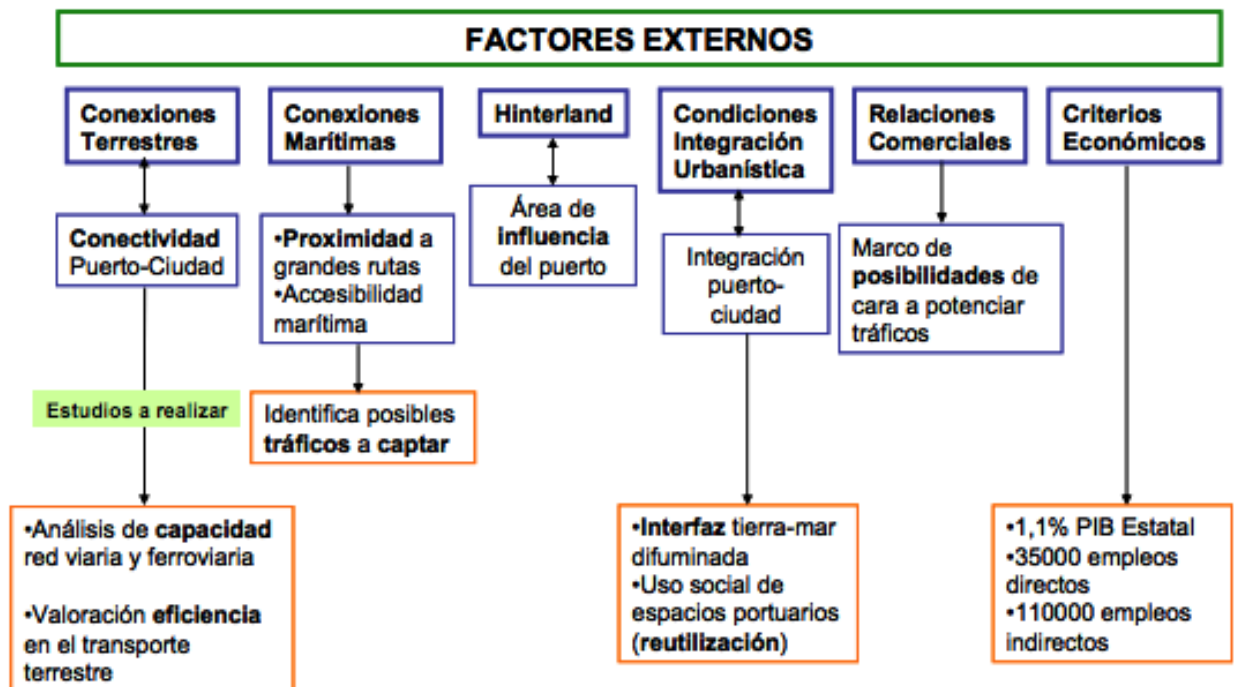 FACTORES EXTERNOS
Conexiones
Terrestres
Conexiones
Marítimas
Hinterland
Condiciones
Integración
Urbanística
Relaciones
Comerciales
Criterios
Económicos
Conectividad
Puerto-Ciudad
•Proximidad a
grandes rutas
•Accesibilidad
marítima
Área de
influencia
del puerto
Integración
puerto-
ciudad
Marco de
posibilidades de
cara a potenciar
tráficos
Estudios a realizar
Identifica posibles
tráficos a captar
•Análisis de capacidad
red viaria y ferroviaria
•Valoración eficiencia
en el transporte
terrestre
•Interfaz tierra-mar
difuminada
•Uso social de
espacios portuarios
(reutilización)
•1,1% PIB Estatal
•35000 empleos
directos
•110000 empleos
indirectos